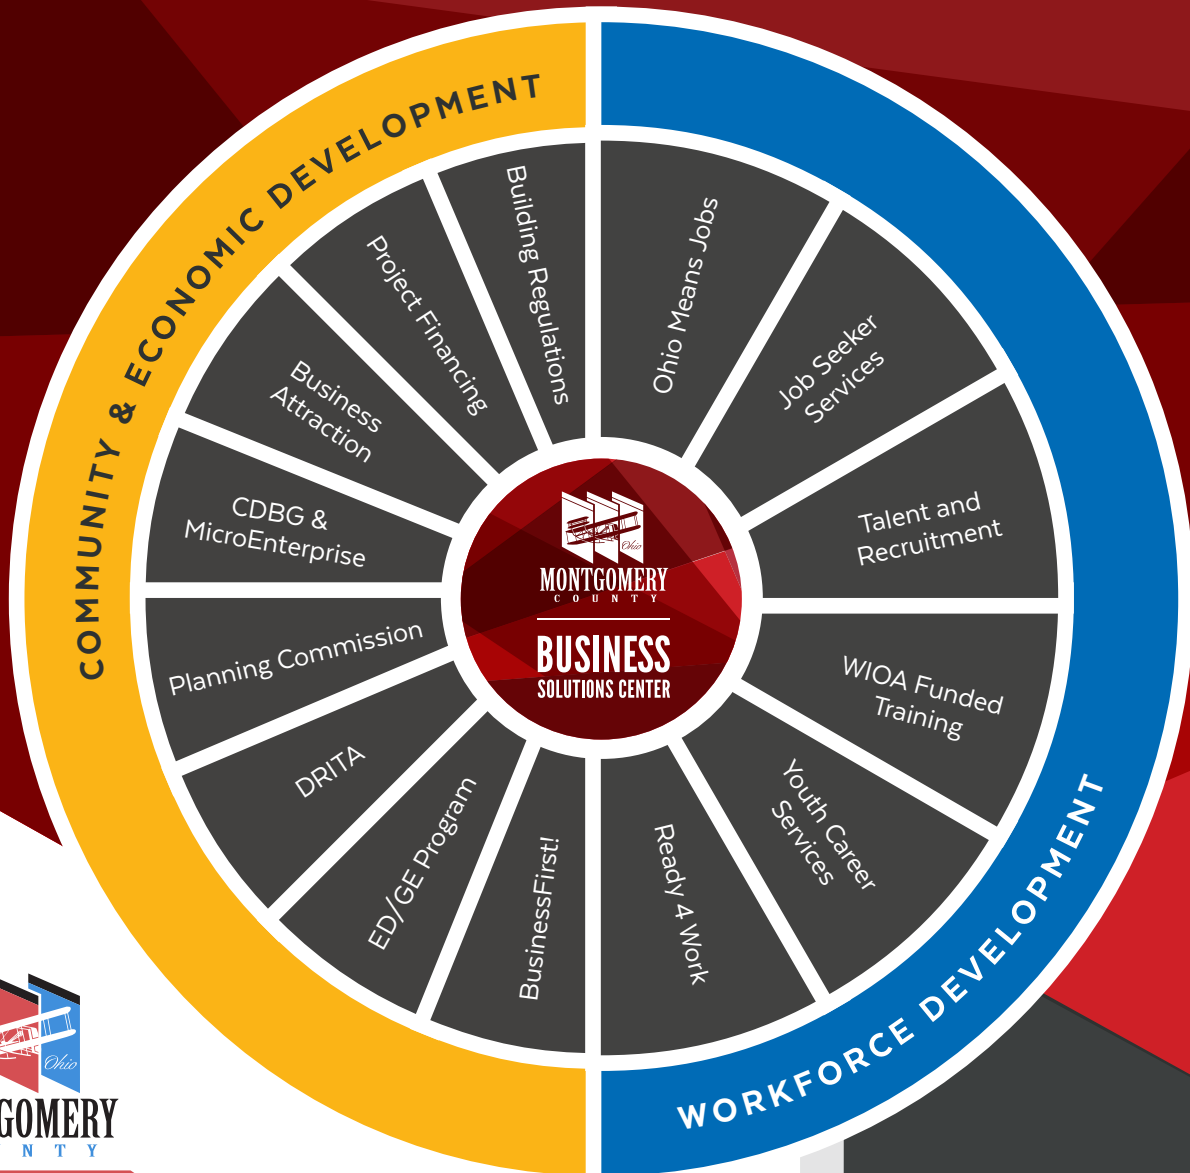 COMMUNITY & ECONOMIC DEVELOPMENT
Building Regulations
Project Financing
Business
Attraction
CDBG &
MicroEnterprise
Planning Commission
DRITA
ED/GE Program
BusinessFirst!
Ohio Means Jobs
Job Seeker
Services
Talent and
Recruitment
WIOA Funded
Training
Youth Career
Services
Ready 4 Work
WORKFORCE DEVELOPMENT
Ohio
MONTGOMERY
COUNTY
BUSINESS
SOLUTIONS CENTER
Ohio
GOMERY
NTY